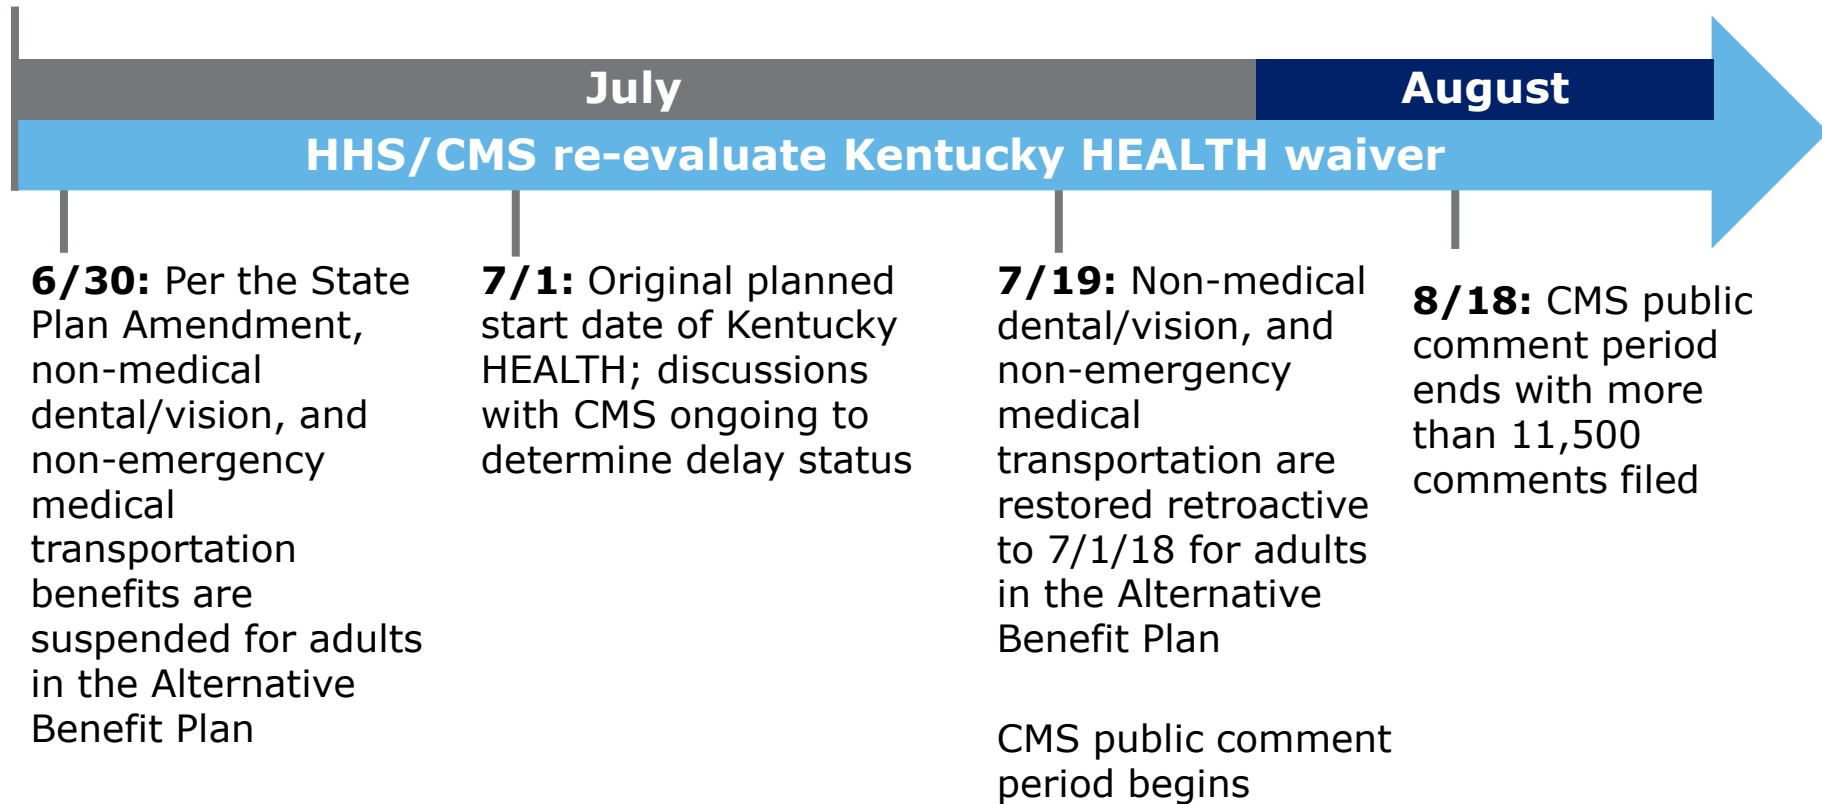 July
August
HHS/CMS re-evaluate Kentucky HEALTH waiver
6/30: Per the State
Plan Amendment,
non-medical
dental/vision, and
non-emergency
medical
transportation
benefits are
suspended for adults
in the Alternative
Benefit Plan
7/1: Original planned
start date of Kentucky
HEALTH; discussions
with CMS ongoing to
determine delay status
7/19: Non-medical
dental/vision, and
non-emergency
medical
transportation are
restored retroactive
to 7/1/18 for adults
in the Alternative
Benefit Plan
CMS public comment
period begins
8/18: CMS public
comment period
ends with more
than 11,500
comments filed